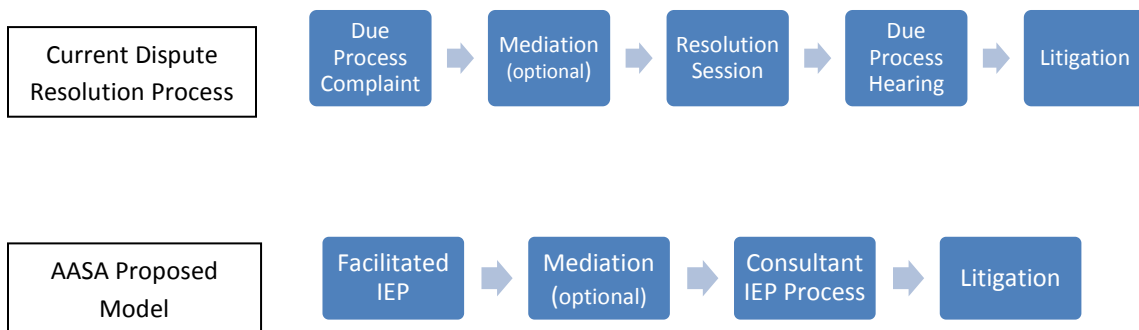 Current Dispute
Resolution Process
Due
Process
Complaint
Mediation
(optional)
Resolution
Session
Due
Process
Hearing
Litigation
AASA Proposed
Model
Facilitated
IEP
Mediation
(optional)
Consultant
IEP Process
Litigation